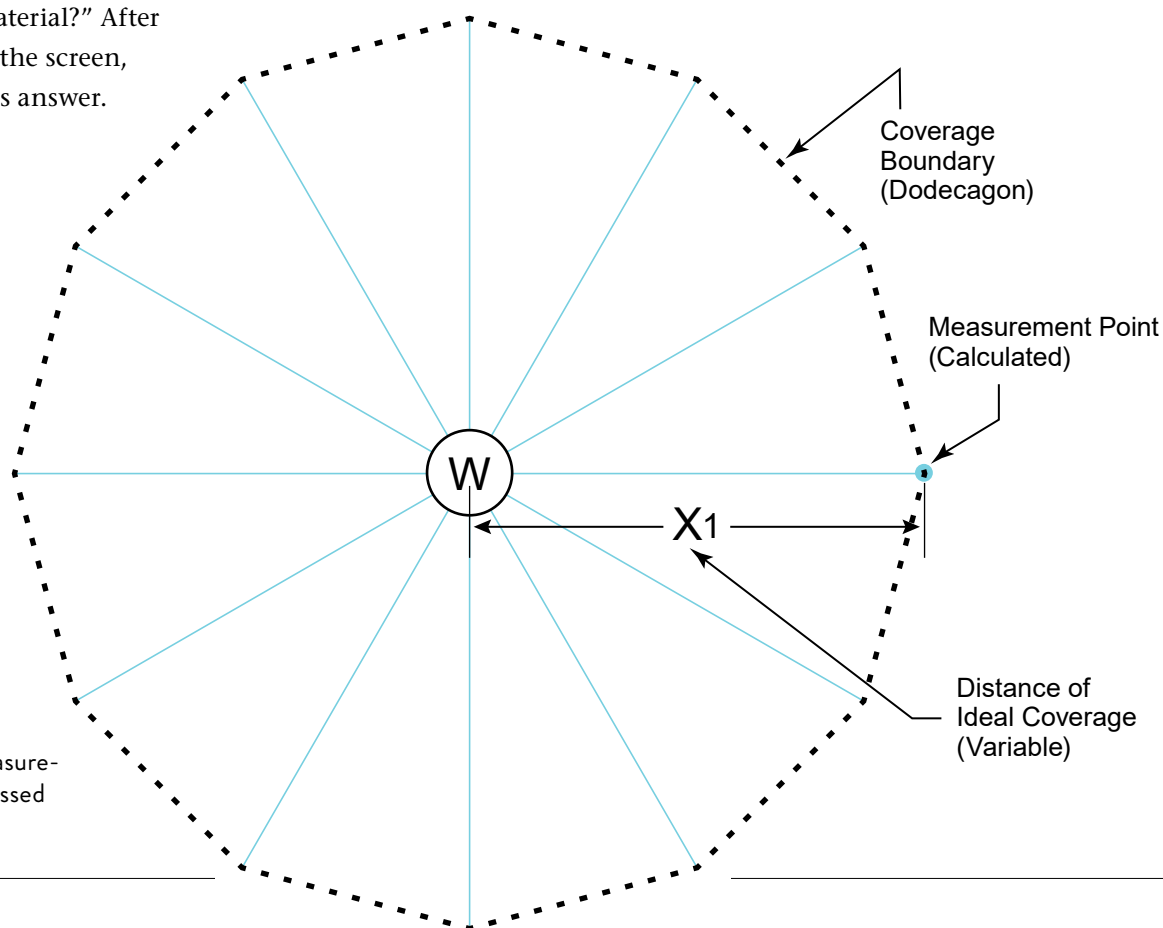 aterial?” After
the screen,
s answer.
Coverage
Boundary
(Dodecagon)
Measurement Point
(Calculated)
W
X1
Distance of
Ideal Coverage
(Variable)
asure-
ssed